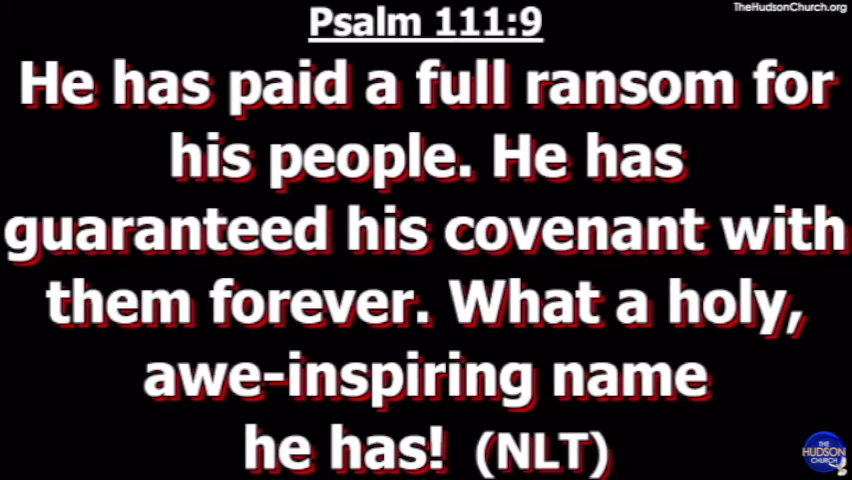 TheHudsonChurch.org
Psalm 111:9
He has paid a full ransom for
his people. He has
guaranteed his covenant with
them forever. What a holy,
awe-inspiring name
he has! (NLT)
THE
HUDSON
CHURCH